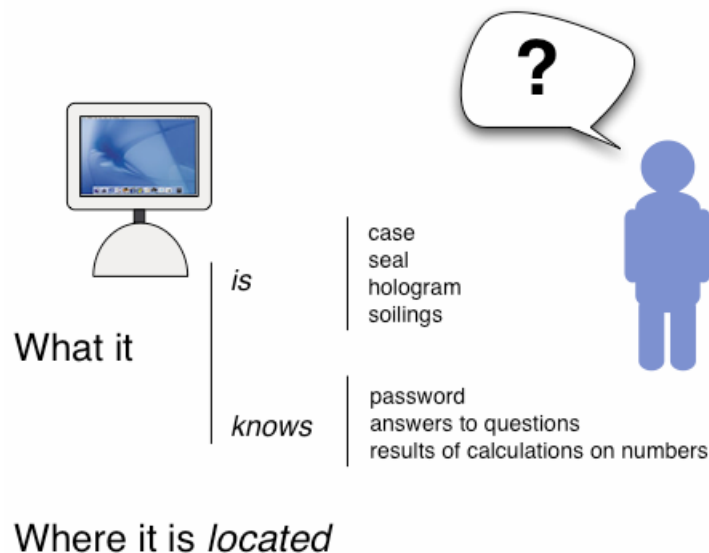 ?
is
case
seal
hologram
soilings
What it
knows
password
answers to questions
results of calculations on numbers
Where it is located